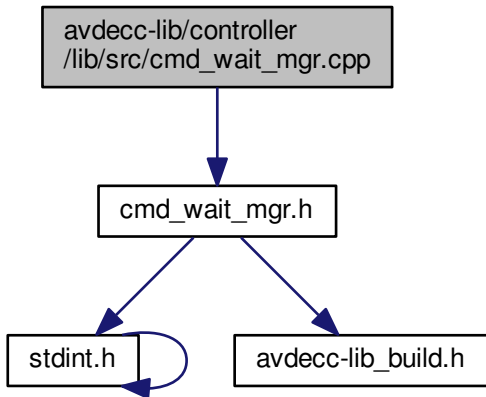 avdecc-lib/controller
/lib/src/cmd_wait_mgr.cpp
cmd_wait_mgr.h
stdint.h
avdecc-lib_build.h